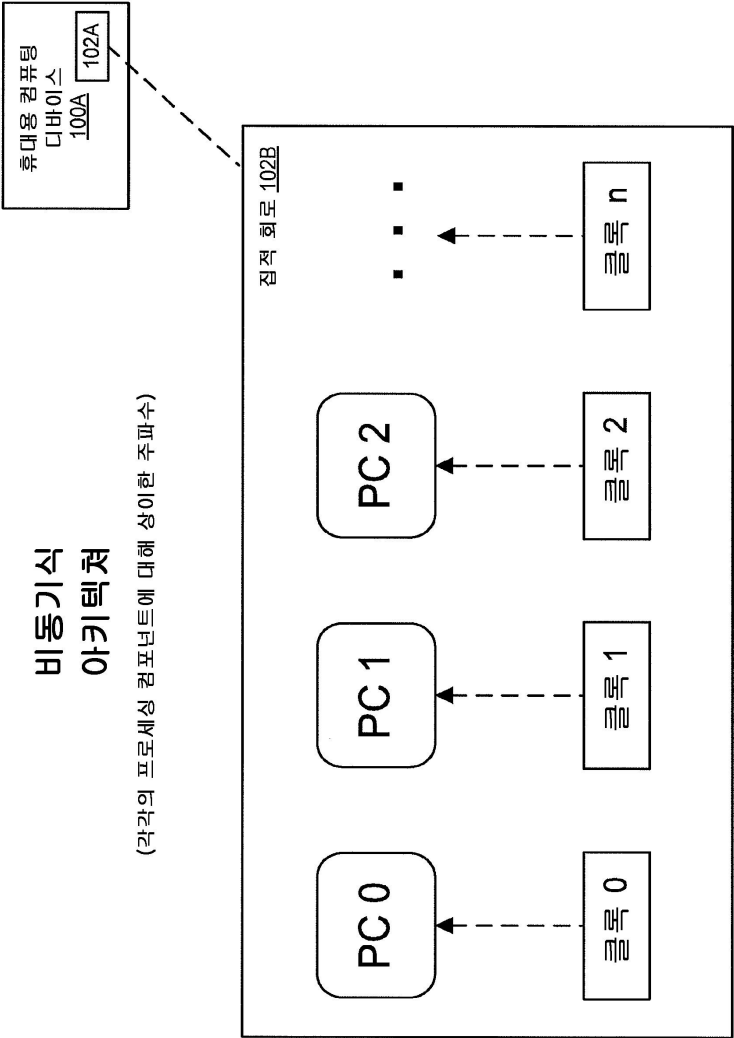 비동기식
아키텍쳐
(각각의 프로세싱 컴포넌트에 대해 상이한 주파수)
휴대용 컴퓨팅
디바이스
100A
102A
집적 회로 102B
PC 0
PC 1
PC 2
클록 0
클록 1
클록 2
클록 n